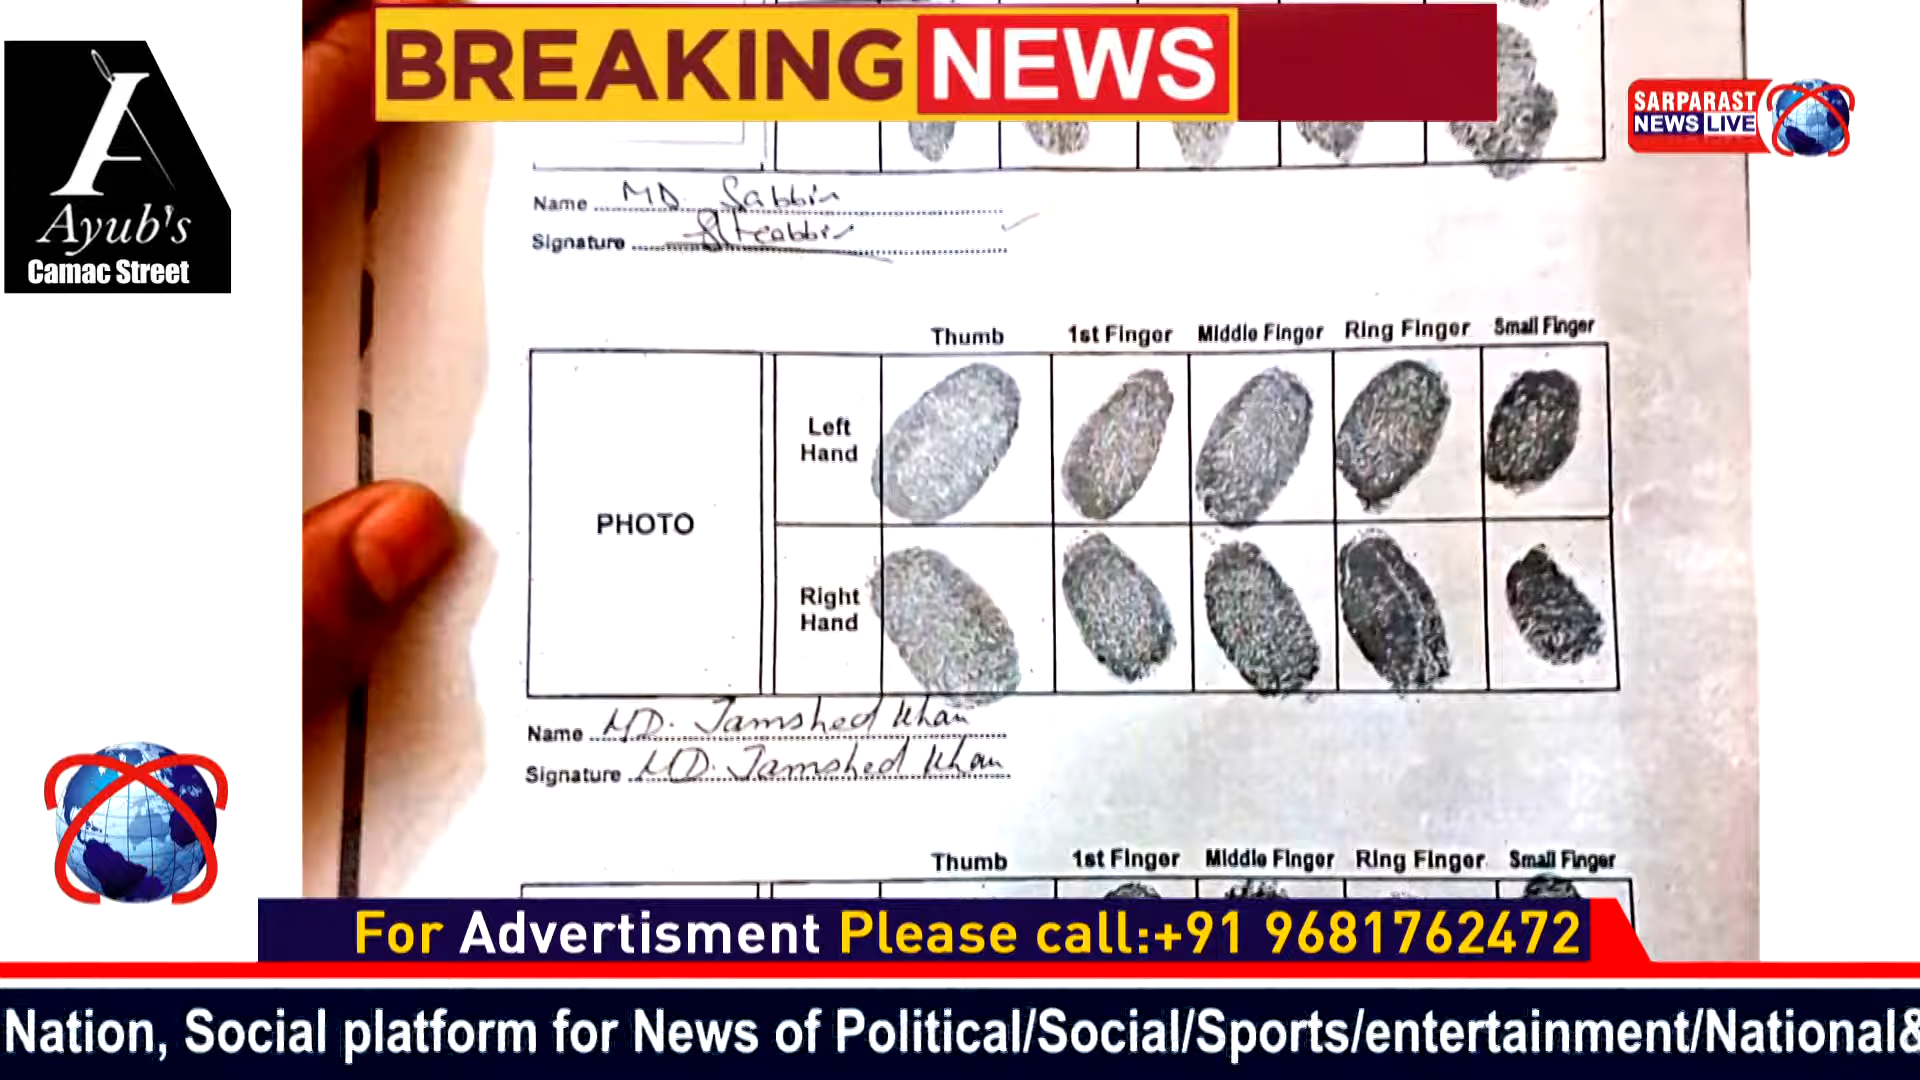 BREAKING NEWS
A
Ayub's
Camac Street
SARPARAST
NEWS LIVE
Name MD. Sabbir
Signature
Thumb 1st Finger Middle Finger Ring Finger Small Finger
Left
Hand
PHOTO
Right
Hand
Name MD. Jamshed Khan
Signature MD. Jamshed Khan
Thumb 1st Finger Middle Finger Ring Finger Small Finger
For Advertisment Please call:+91 9681762472
Nation, Social platform for News of Political/Social/Sports/entertainment/National&